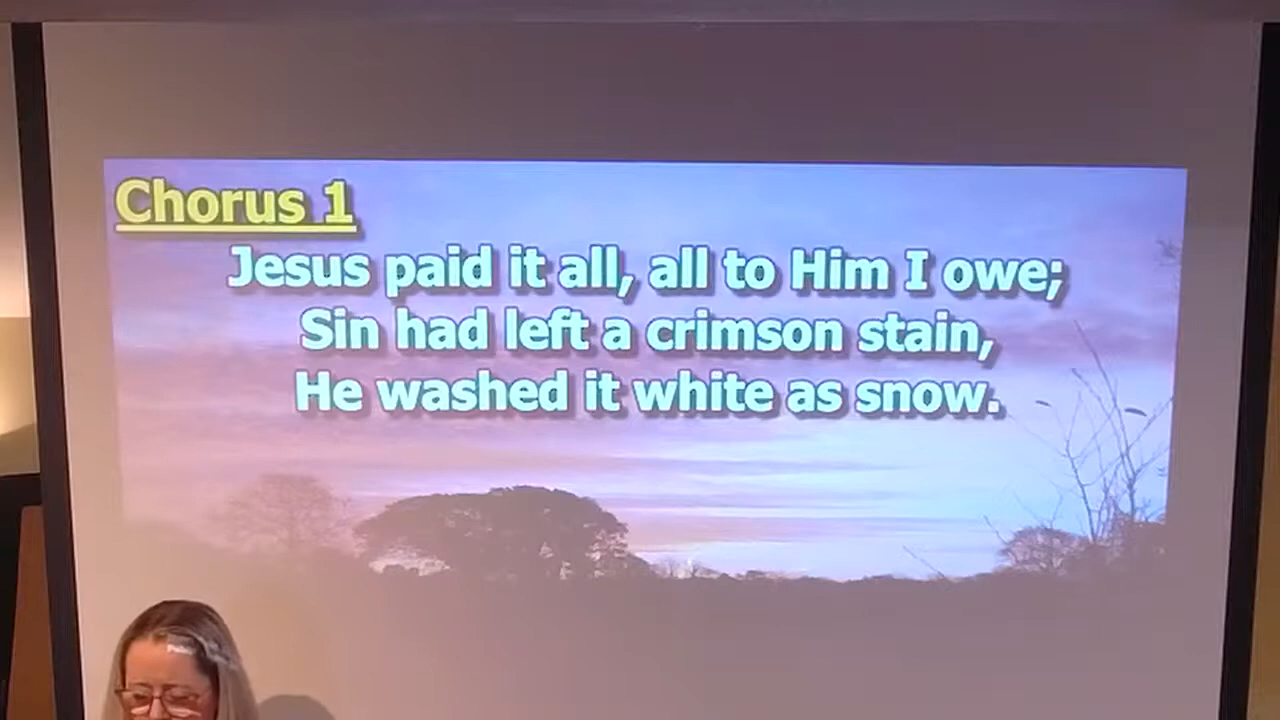 Chorus 1
Jesus paid it all, all to Him I owe;
Sin had left a crimson stain,
He washed it white as snow.